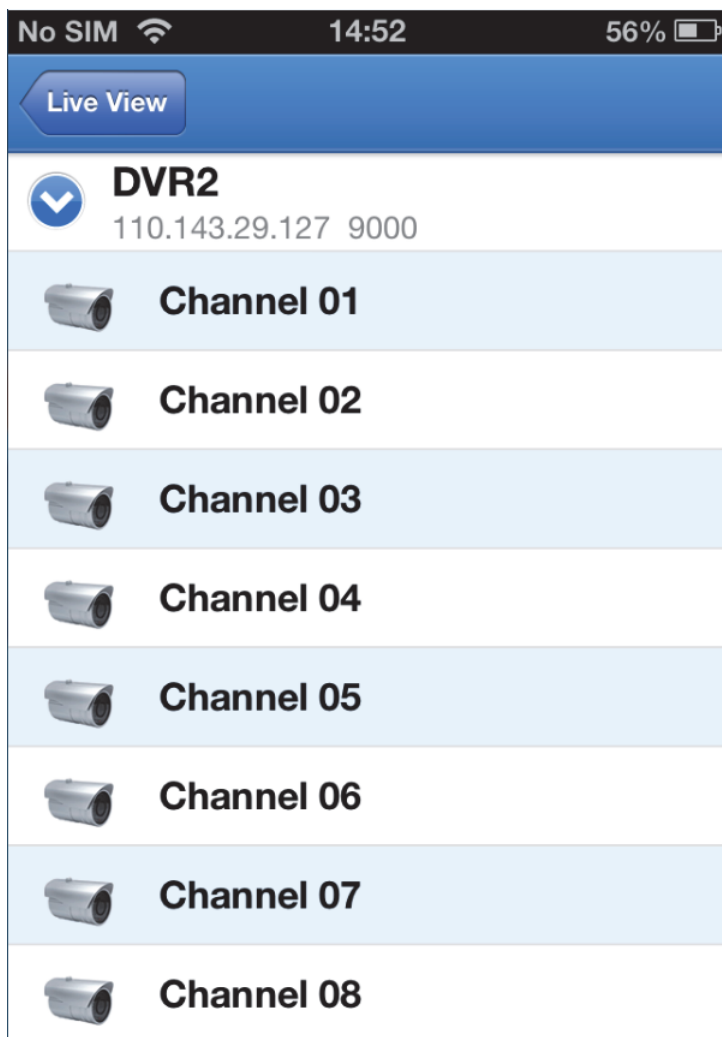 No SIM 14:52 56%
Live View
DVR2
110.143.29.127 9000
Channel 01
Channel 02
Channel 03
Channel 04
Channel 05
Channel 06
Channel 07
Channel 08